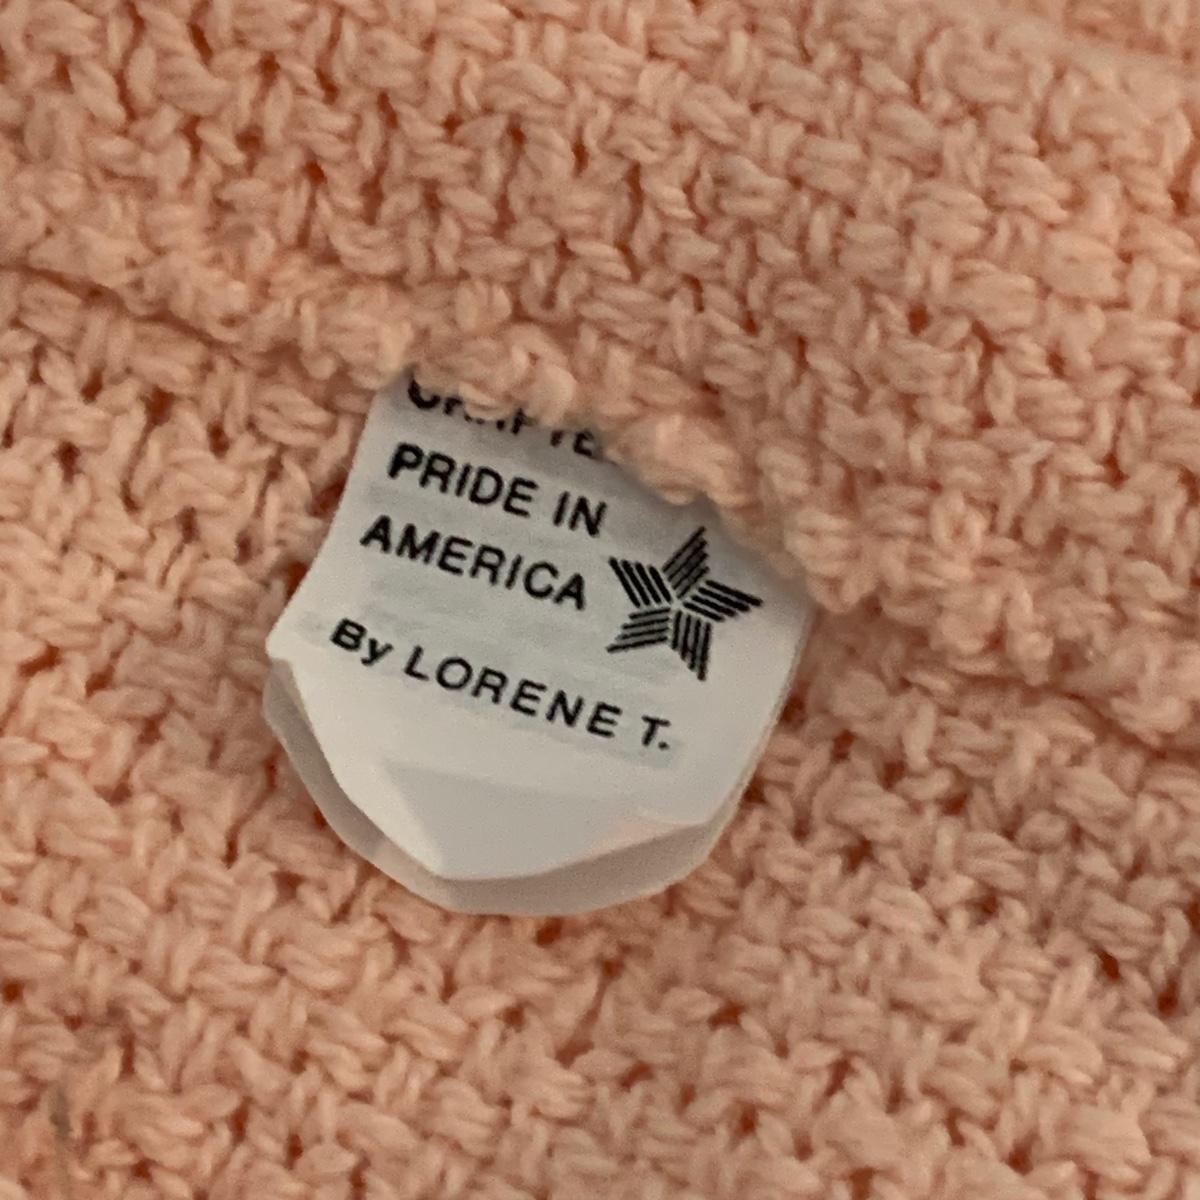 PRIDE IN
AMERICA
By LORENE T.